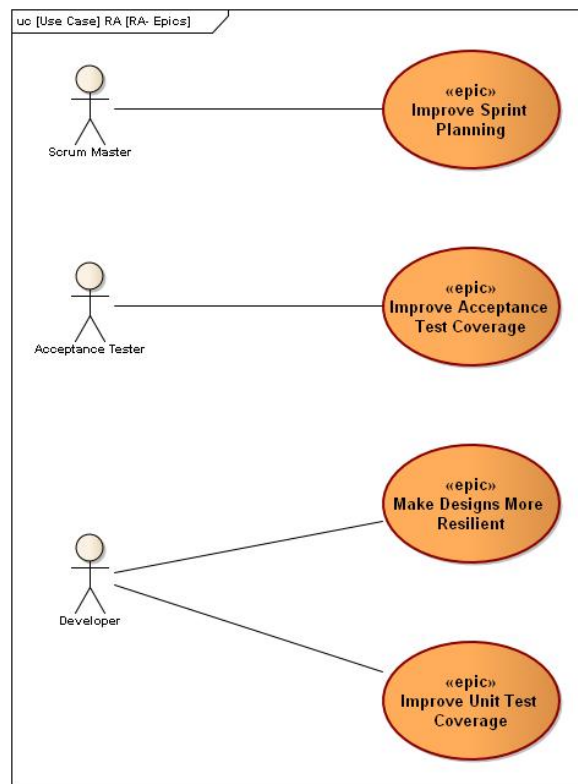 uc [Use Case] RA [RA- Epics]
«epic»
Improve Sprint
Planning
Scrum Master
«epic»
Improve Acceptance
Test Coverage
Acceptance Tester
«epic»
Make Designs More
Resilient
Developer
«epic»
Improve Unit Test
Coverage